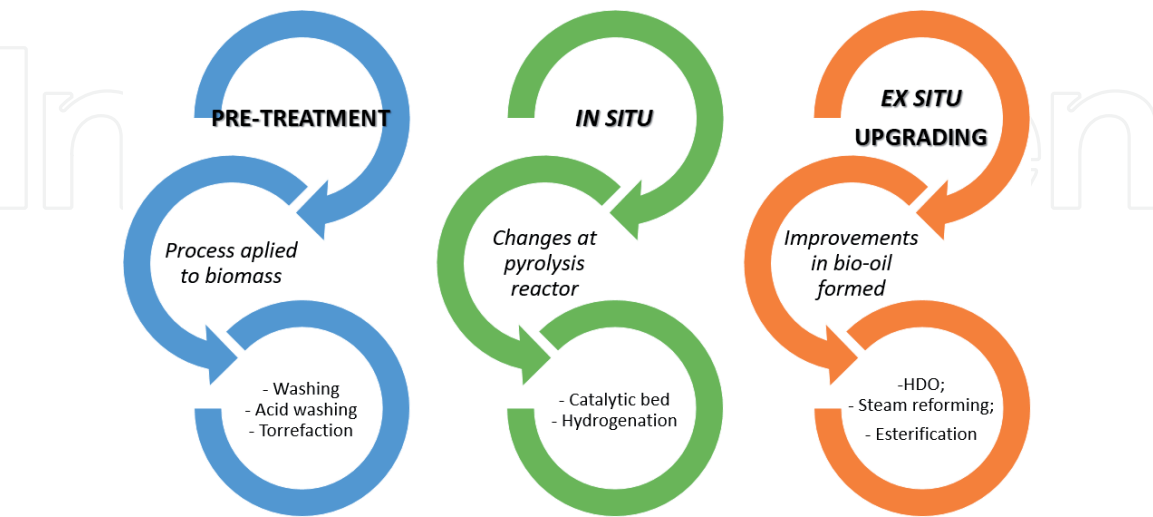 PRE-TREATMENT
Process aplied
to biomass
- Washing
- Acid washing
- Torrefaction
IN SITU
Changes at
pyrolysis
reactor
- Catalytic bed
- Hydrogenation
EX SITU
UPGRADING
Improvements
in bio-oil
formed
-HDO;
- Steam reforming;
- Esterification